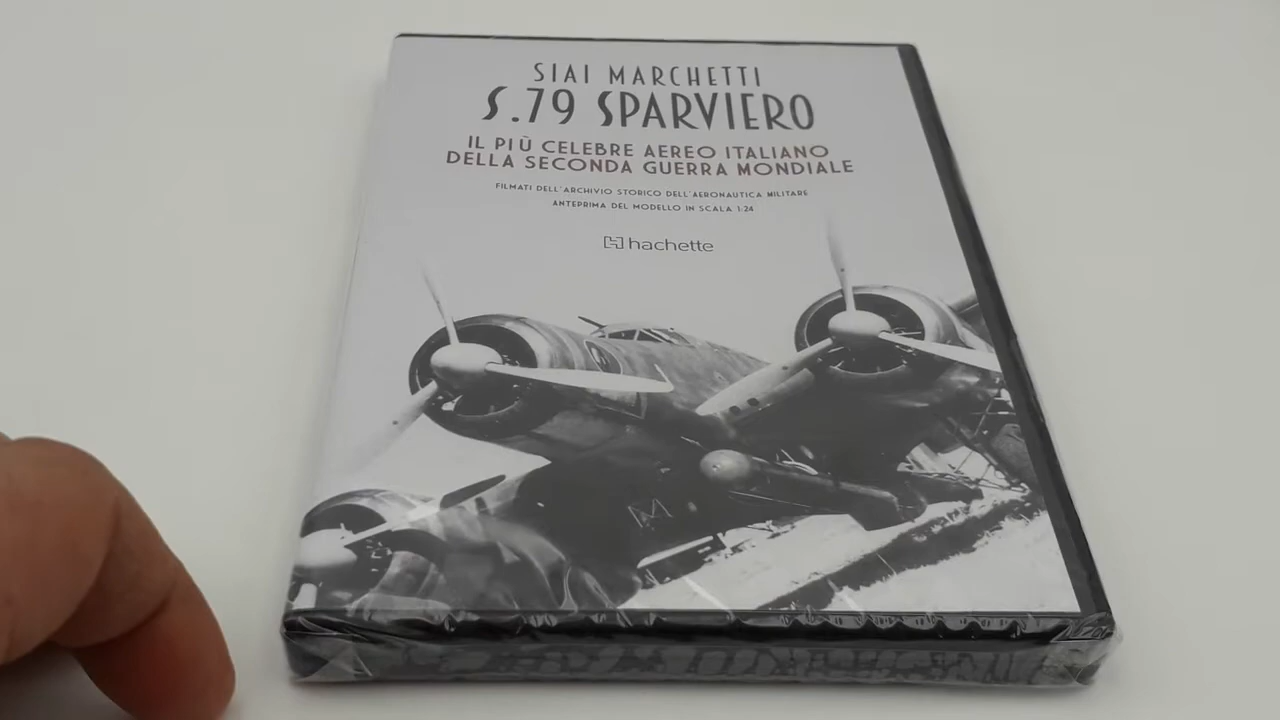 SIAI MARCHETTI
S.79 SPARVIERO
IL PIÙ CELEBRE AEREO ITALIANO
DELLA SECONDA GUERRA MONDIALE
FILMATI DELL'ARCHIVIO STORICO DELL'AERONAUTICA MILITARE
ANTEPRIMA DEL MODELLO IN SCALA 1:24
hachette